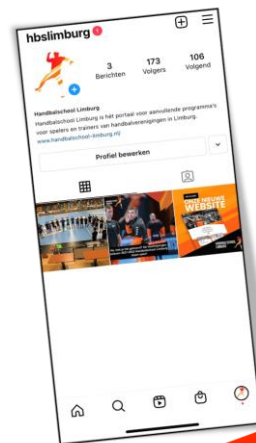 hbslimburg
3 173 106
Berichten Volgers Volgend
Handbalschool Limburg
Handbalschool Limburg is hét portaal voor aanvullende programma's
voor spelers en trainers van handbalverenigingen in Limburg.
www.handbalschool-limburg.nl/
Profiel bewerken
ONZE NIEUWE
WEBSITE